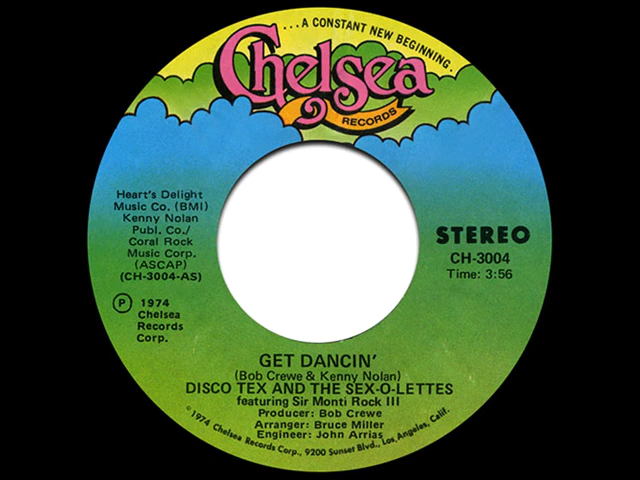 ...A CONSTANT NEW BEGINNING.
Chelsea
RECORDS
Heart's Delight
Music Co. (BMI)
Kenny Nolan
Publ. Co./
Coral Rock
Music Corp.
(ASCAP)
(CH-3004-AS)
Ⓟ 1974
Chelsea
Records
Corp.
STEREO
CH-3004
Time: 3:56
GET DANCIN'
(Bob Crewe & Kenny Nolan)
DISCO TEX AND THE SEX-O-LETTES
featuring Sir Monti Rock III
Producer: Bob Crewe
Arranger: Bruce Miller
Engineer: John Arrias
©1974 Chelsea Records Corp., 9200 Sunset Blvd., Los Angeles, Calif.